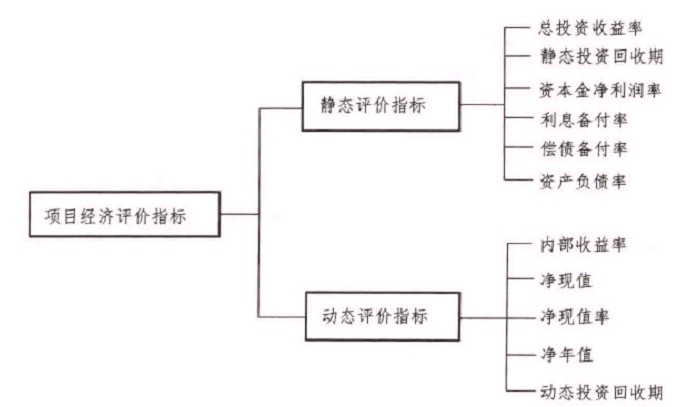 项目经济评价指标
静态评价指标
总投资收益率
静态投资回收期
资本金净利润率
利息备付率
偿债备付率
资产负债率
动态评价指标
内部收益率
净现值
净现值率
净年值
动态投资回收期